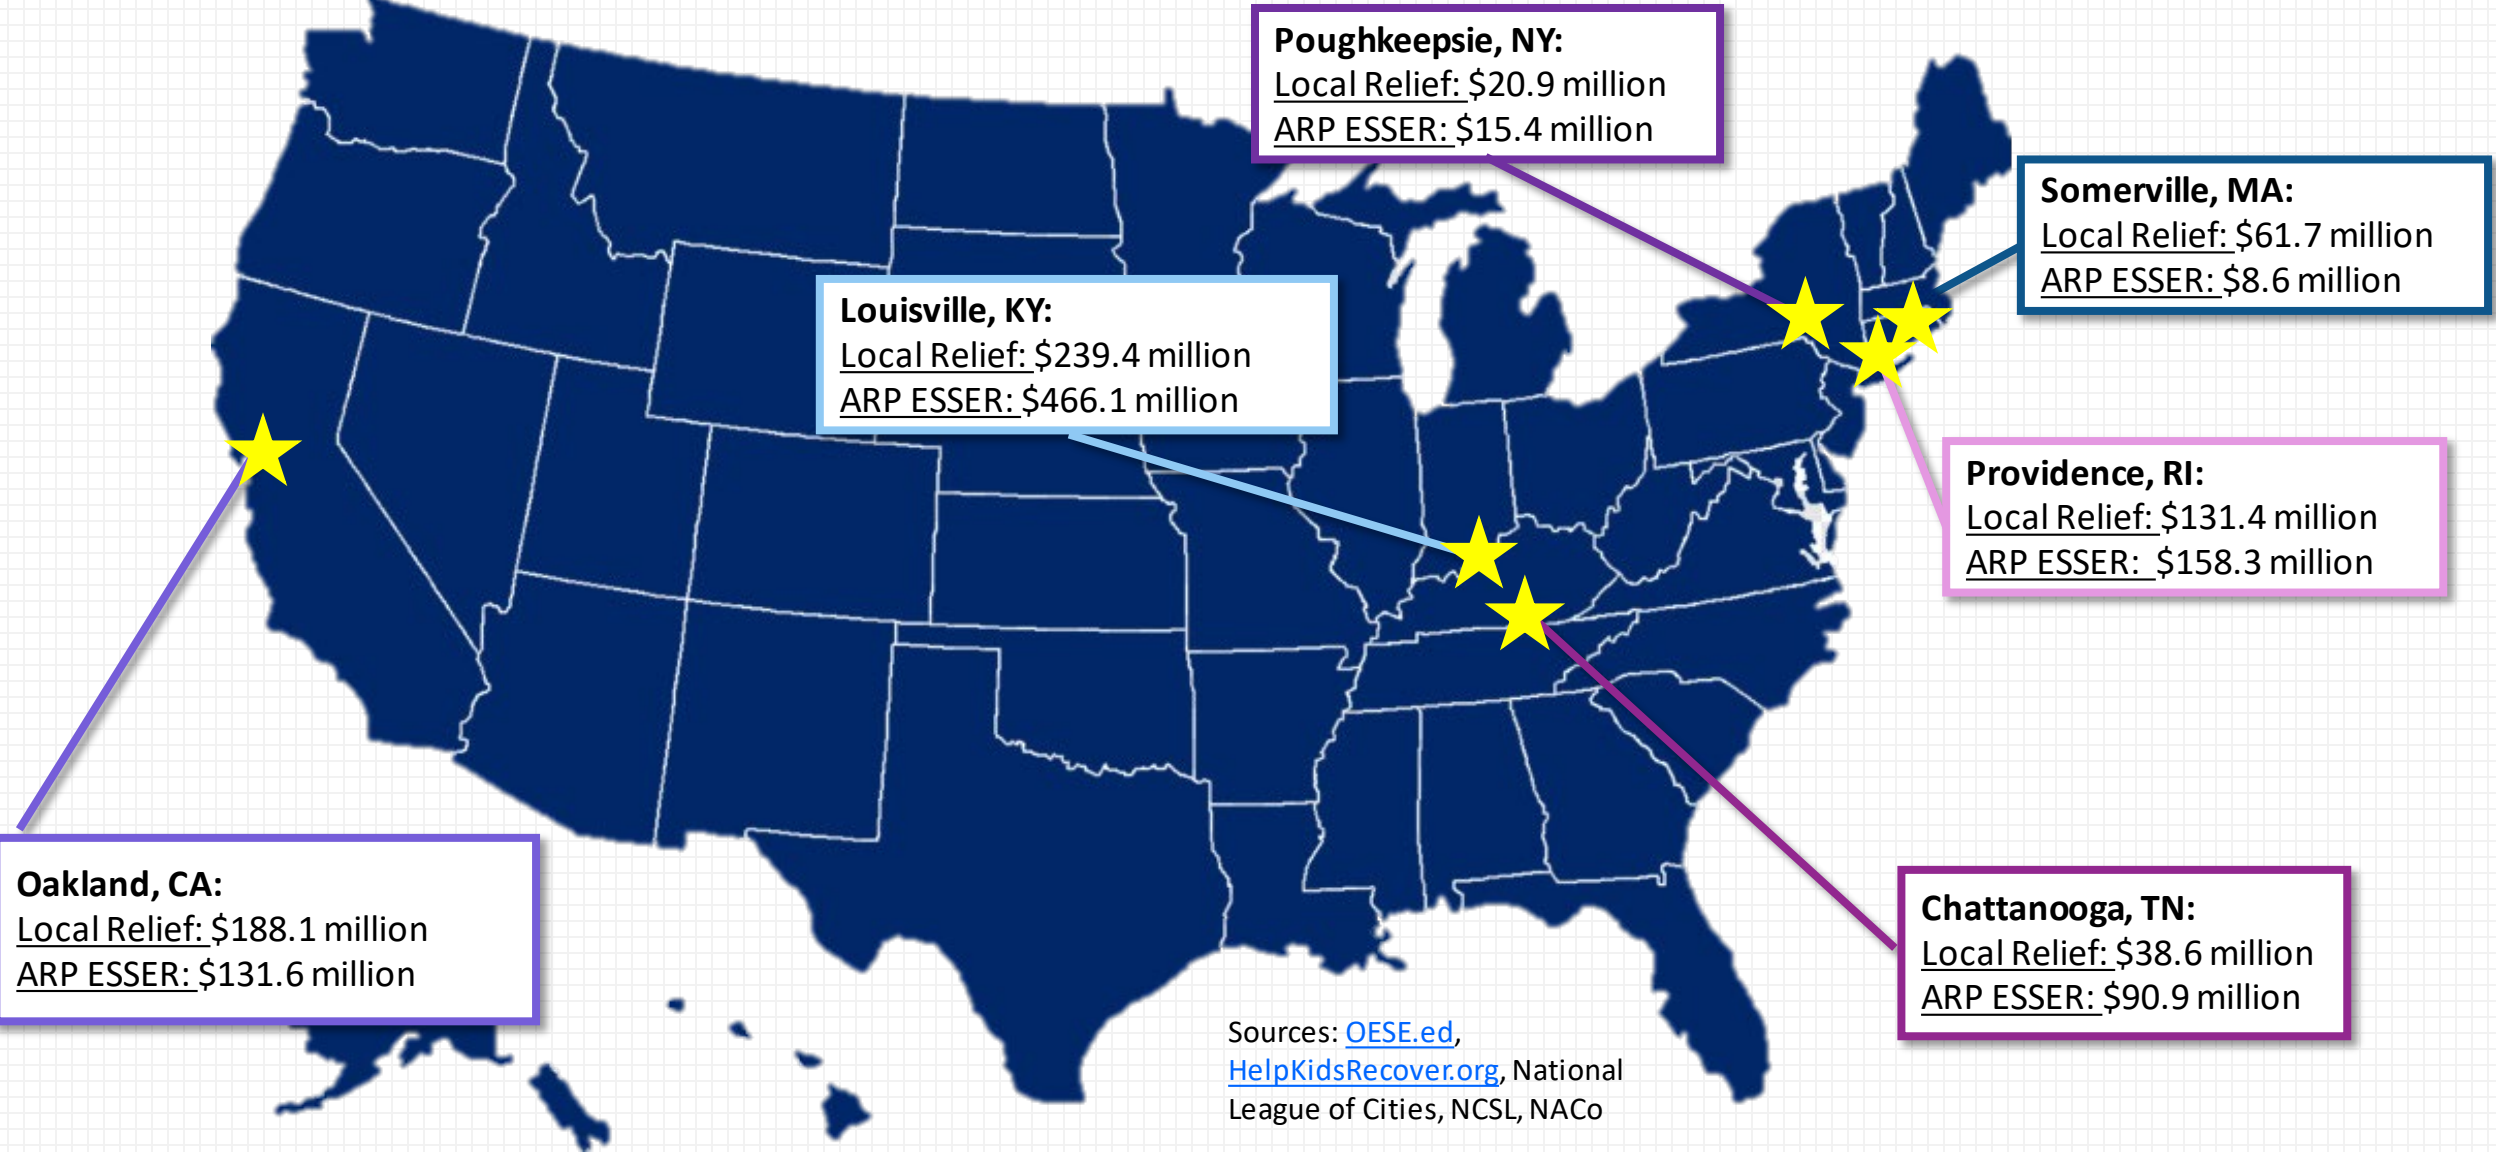 Poughkeepsie, NY:
Local Relief: $20.9 million
ARP ESSER: $15.4 million
Somerville, MA:
Local Relief: $61.7 million
ARP ESSER: $8.6 million
Louisville, KY:
Local Relief: $239.4 million
ARP ESSER: $466.1 million
Providence, RI:
Local Relief: $131.4 million
ARP ESSER: $158.3 million
Oakland, CA:
Local Relief: $188.1 million
ARP ESSER: $131.6 million
Chattanooga, TN:
Local Relief: $38.6 million
ARP ESSER: $90.9 million
Sources: OESE.ed,
HelpKidsRecover.org, National
League of Cities, NCSL, NACo